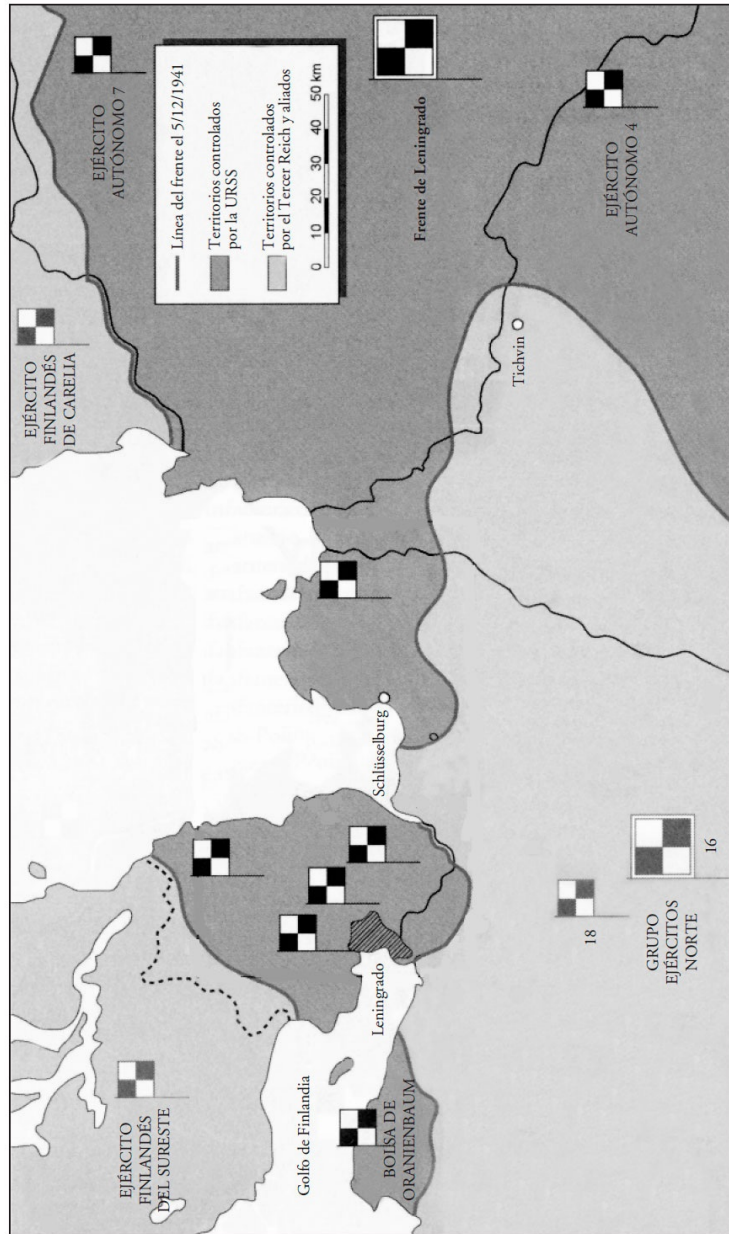 EJÉRCITO
FINLANDÉS
DEL SURESTE
EJÉRCITO
FINLANDÉS
DE CARELIA
EJÉRCITO
AUTÓNOMO 7
Línea del frente el 5/12/1941
Territorios controlados
por la URSS
Territorios controlados
por el Tercer Reich y aliados
0 10 20 30 40 50 km
Golfo de Finlandia
Leningrado
Schlüsselburg
BOLSA DE
ORANIENBAUM
Frente de Leningrado
Tichvin
EJÉRCITO
AUTÓNOMO 4
18
16
GRUPO
EJÉRCITOS
NORTE